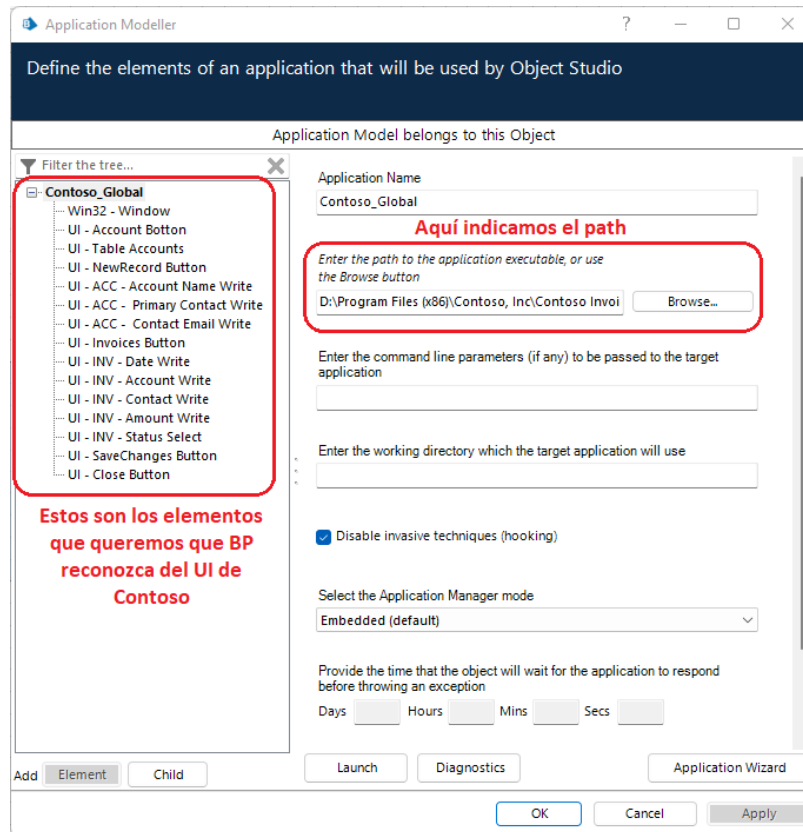 Application Modeller
Define the elements of an application that will be used by Object Studio
Application Model belongs to this Object
Filter the tree...
Contoso_Global
Win32 - Window
UI - Account Botton
UI - Table Accounts
UI - NewRecord Button
UI - ACC - Account Name Write
UI - ACC -  Primary Contact Write
UI - ACC -  Contact Email Write
UI - Invoices Button
UI - INV - Date Write
UI - INV - Account Write
UI - INV - Contact Write
UI - INV - Amount Write
UI - INV - Status Select
UI - SaveChanges Button
UI - Close Button
Estos son los elementos
que queremos que BP
reconozca del UI de
Contoso
Add
Element
Child
Application Name
Contoso_Global
Aquí indicamos el path
Enter the path to the application executable, or use
the Browse button
D:\Program Files (x86)\Contoso, Inc\Contoso Invoi
Browse...
Enter the command line parameters (if any) to be passed to the target
application
Enter the working directory which the target application will use
Disable invasive techniques (hooking)
Select the Application Manager mode
Embedded (default)
Provide the time that the object will wait for the application to respond
before throwing an exception
Days Hours Mins Secs
Launch
Diagnostics
Application Wizard
OK
Cancel
Apply